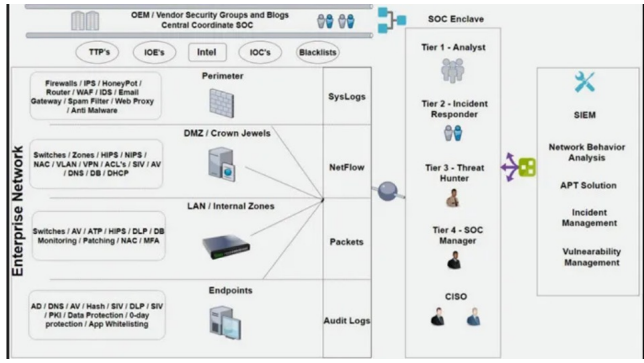 OEM / Vendor Security Groups and Blogs
Central Coordinate SOC
TTP's
IOE's
Intel
IOC's
Blacklists
Enterprise Network
Firewalls / IPS / HoneyPot /
Router / WAF / IDS / Email
Gateway / Spam Filter / Web Proxy
/ Anti Malware
Perimeter
SysLogs
Switches / Zones / HIPS / NIPS /
NAC / VLAN / VPN / ACL's / SIV / AV
/ DNS / DB / DHCP
DMZ / Crown Jewels
NetFlow
Switches / AV / ATP / HIPS / DLP / DB
Monitoring / Patching / NAC / MFA
LAN / Internal Zones
Packets
AD / DNS / AV / Hash / SIV / DLP / SIV
/ PKI / Data Protection / 0-day
protection / App Whitelisting
Endpoints
Audit Logs
SOC Enclave
Tier 1 - Analyst
Tier 2 - Incident
Responder
Tier 3 - Threat
Hunter
Tier 4 - SOC
Manager
CISO
SIEM
Network Behavior
Analysis
APT Solution
Incident
Management
Vulnearability
Management